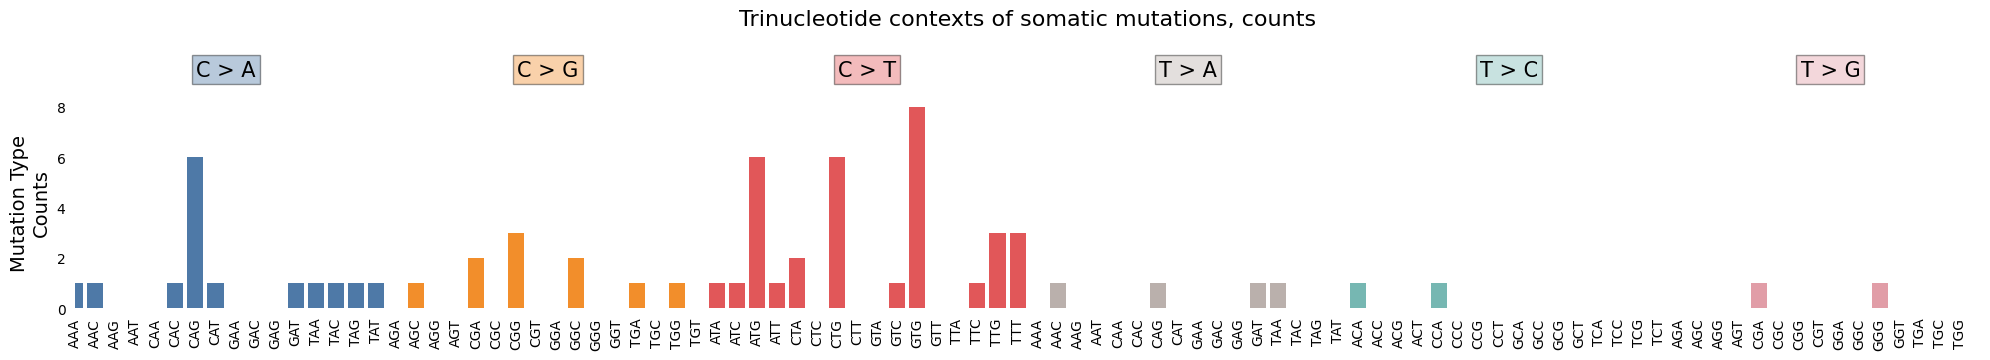 Trinucleotide contexts of somatic mutations, counts
C > A
C > G
C > T
T > A
T > C
T > G
Mutation Type
Counts
8
6
4
2
0
AAA AAC AAG AAT CAA CAC CAG CAT GAA GAC GAG GAT TAA TAC TAG TAT AGA AGC AGG AGT CGA CGC CGG CGT GGA GGC GGG GGT TGA TGC TGG TGT ATA ATC ATG ATT CTA CTC CTG CTT GTA GTC GTG GTT TTA TTC TTG TTT AAA AAC AAG AAT CAA CAC CAG CAT GAA GAC GAG GAT TAA TAC TAG TAT ACA ACC ACG ACT CCA CCC CCG CCT GCA GCC GCG GCT TCA TCC TCG TCT AGA AGC AGG AGT CGA CGC CGG CGT GGA GGC GGG GGT TGA TGC TGG